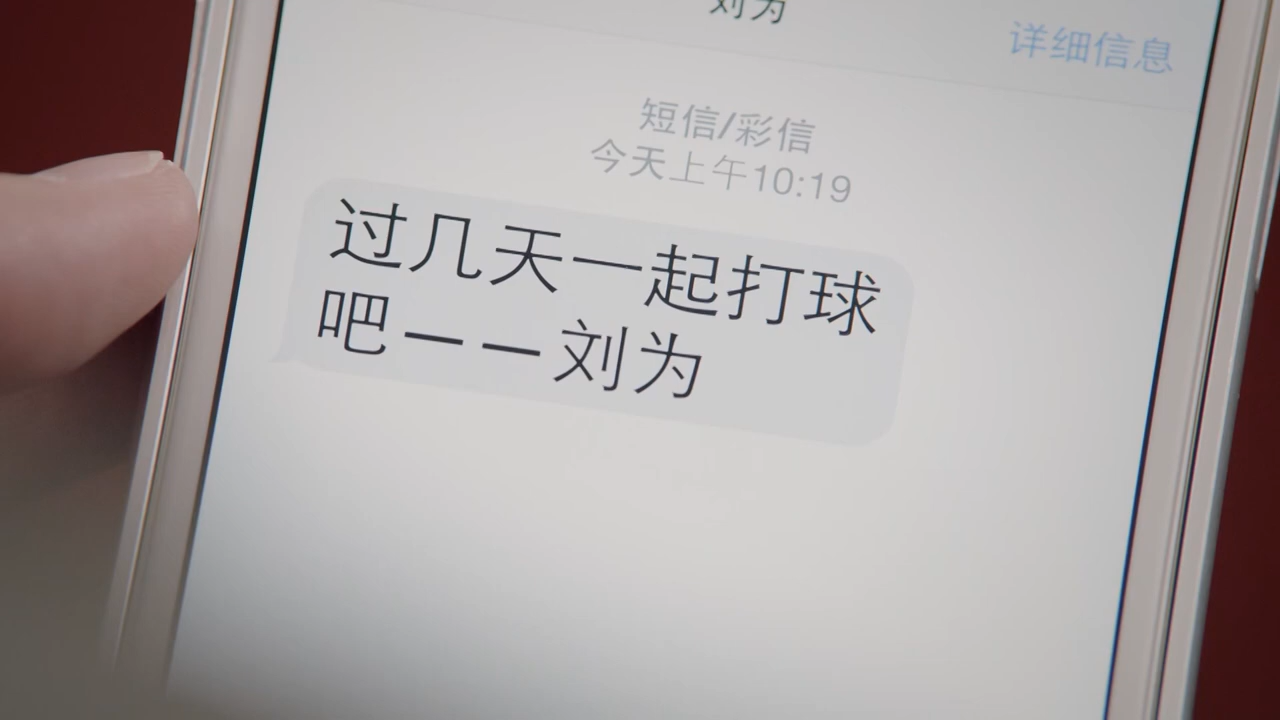 刘为
详细信息
短信/彩信
今天上午10:19
过几天一起打球
吧——刘为